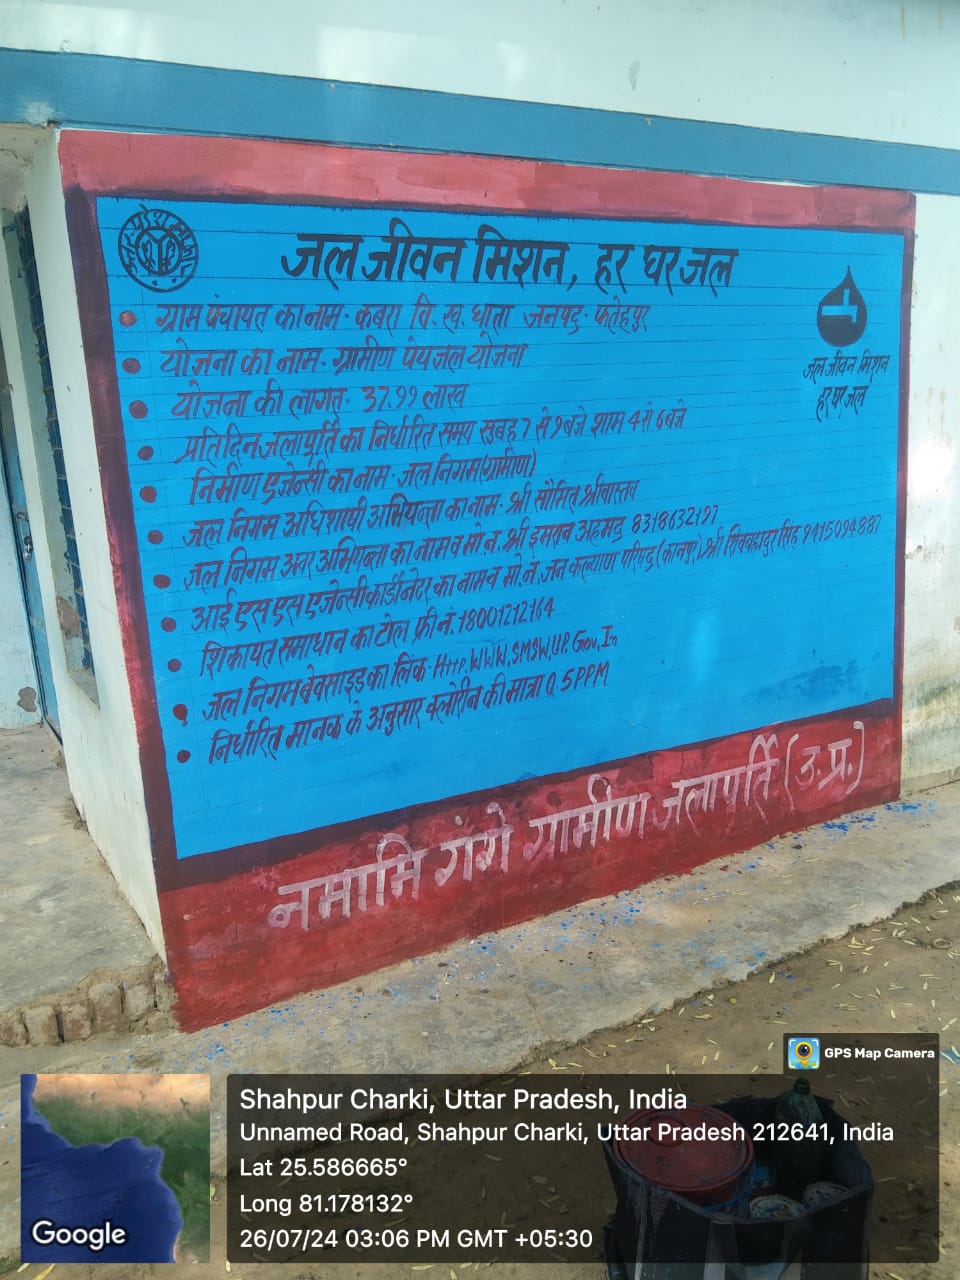 जल जीवन मिशन, हर घर जल
ग्राम पंचायत का नाम - कबरा वि. ख. धाता जनपद - फतेहपुर
योजना का नाम - ग्रामीण पेयजल योजना
योजना की लागत - 37.99 लाख
प्रतिदिन जलापूर्ति का निर्धारित समय सुबह 7 से 9 बजे शाम 4 से 6 बजे
निर्माण एजेन्सी का नाम - जल निगम (ग्रामीण)
जल निगम अधिशाषी अभियन्ता का नाम - श्री सौमित्र श्रीवास्तव
जल निगम अवर अभियन्ता का नाम व मो.न. श्री इमरान अहमद 8318632197
आई एस एस एजेन्सी कार्डीनेटर का नाम व मो.न. जन कल्याण परिषद (कानपुर) श्री शिवबहादुर सिंह 9415094887
शिकायत समाधान का टोल फ्री नं. 18001212164
जल निगम बेवसाइड का लिंक - Http.WWW.SMSW.UP.Gov.In
निर्धारित मानक के अनुसार क्लोरीन की मात्रा 0.5PPM
जल जीवन मिशन
हर घर जल
नमामि गंगे ग्रामीण जलापूर्ति (उ.प्र.)
GPS Map Camera
Shahpur Charki, Uttar Pradesh, India
Unnamed Road, Shahpur Charki, Uttar Pradesh 212641, India
Lat 25.586665°
Long 81.178132°
26/07/24 03:06 PM GMT +05:30
Google